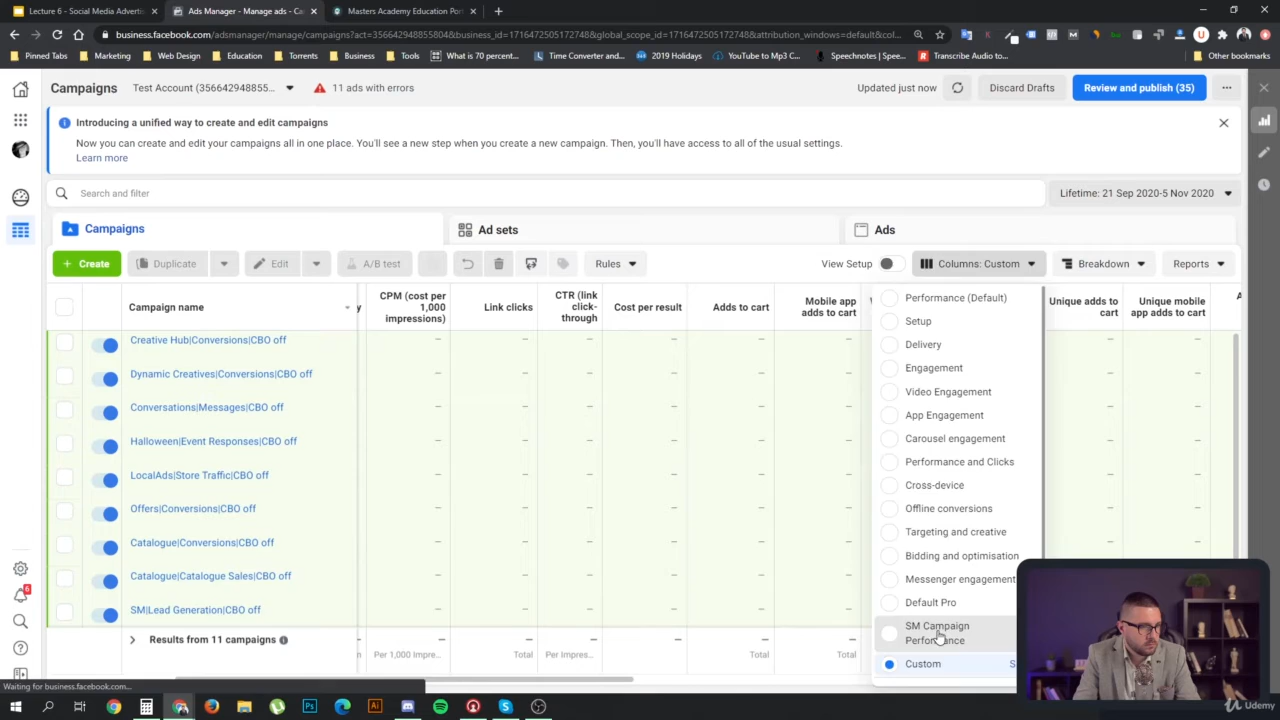 Lecture 6 - Social Media Advertis
Ads Manager - Manage ads - Ca
Masters Academy Education Port
business.facebook.com/adsmanager/manage/campaigns?act=356642948855804&business_id=1716472505172748&global_scope_id=1716472505172748&attribution_windows=default&col...
Pinned Tabs
Marketing
Web Design
Education
Torrents
Business
Tools
What is 70 percent...
Time Converter and...
2019 Holidays
YouTube to Mp3 C...
Speechnotes | Spee...
Transcribe Audio to...
Other bookmarks
Campaigns
Test Account (356642948855...
11 ads with errors
Updated just now
Discard Drafts
Review and publish (35)
Introducing a unified way to create and edit campaigns
Now you can create and edit your campaigns all in one place. You'll see a new step when you create a new campaign. Then, you'll have access to all of the usual settings.
Learn more
Search and filter
Lifetime: 21 Sep 2020-5 Nov 2020
Campaigns
Ad sets
Ads
+ Create
Duplicate
Edit
A/B test
Rules
View Setup
Columns: Custom
Breakdown
Reports
Campaign name
y
CPM (cost per
1,000
impressions)
Link clicks
CTR (link
click-
through
Cost per result
Adds to cart
Mobile app
adds to cart
Unique adds to
cart
Unique mobile
app adds to cart
Creative Hub|Conversions|CBO off
Dynamic Creatives|Conversions|CBO off
Conversations|Messages|CBO off
Halloween|Event Responses|CBO off
LocalAds|Store Traffic|CBO off
Offers|Conversions|CBO off
Catalogue|Conversions|CBO off
Catalogue|Catalogue Sales|CBO off
SM|Lead Generation|CBO off
Results from 11 campaigns
Per 1,000 Impre...
Total
Per Impres...
Total
Total
Performance (Default)
Setup
Delivery
Engagement
Video Engagement
App Engagement
Carousel engagement
Performance and Clicks
Cross-device
Offline conversions
Targeting and creative
Bidding and optimisation
Messenger engagement
Default Pro
SM Campaign
Performance
Custom
S
6
Waiting for business.facebook.com...
Udemy